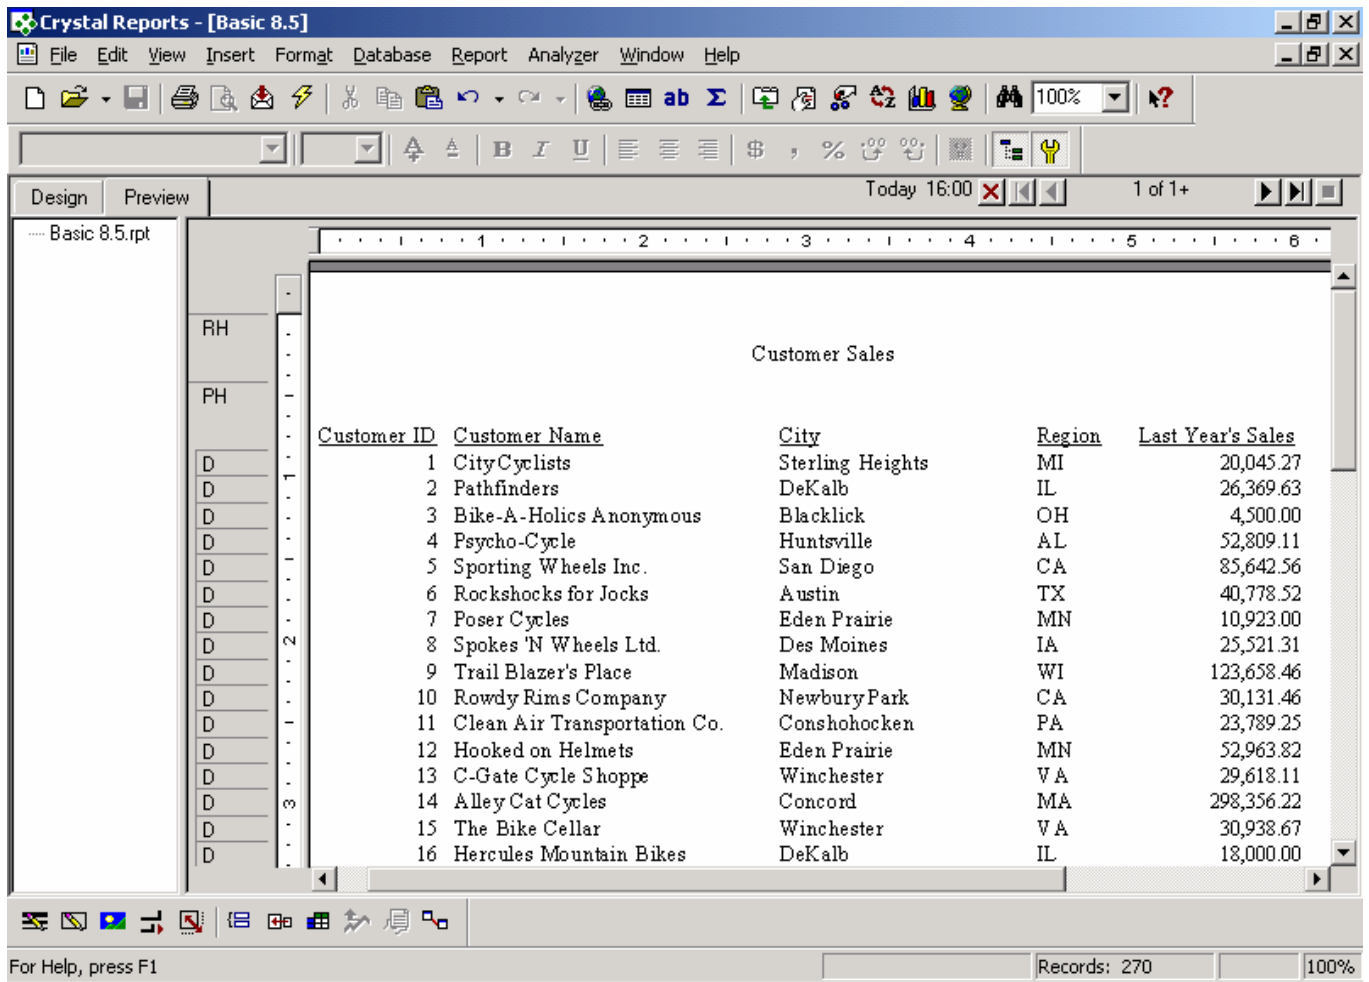 Crystal Reports - [Basic 8.5]
File Edit View Insert Format Database Report Analyzer Window Help
ab Σ 100%
B I U $ , %
Design Preview Today 16:00 1 of 1+
Basic 8.5.rpt
1 2 3 4 5 6
RH
Customer Sales
PH
Customer ID Customer Name City Region Last Year's Sales
D 1 City Cyclists Sterling Heights MI 20,045.27
D 2 Pathfinders DeKalb IL 26,369.63
D 3 Bike-A-Holics Anonymous Blacklick OH 4,500.00
D 4 Psycho-Cycle Huntsville AL 52,809.11
D 5 Sporting Wheels Inc. San Diego CA 85,642.56
D 6 Rockshocks for Jocks Austin TX 40,778.52
D 7 Poser Cycles Eden Prairie MN 10,923.00
D 8 Spokes 'N Wheels Ltd. Des Moines IA 25,521.31
D 9 Trail Blazer's Place Madison WI 123,658.46
D 10 Rowdy Rims Company Newbury Park CA 30,131.46
D 11 Clean Air Transportation Co. Conshohocken PA 23,789.25
D 12 Hooked on Helmets Eden Prairie MN 52,963.82
D 13 C-Gate Cycle Shoppe Winchester VA 29,618.11
D 14 Alley Cat Cycles Concord MA 298,356.22
D 15 The Bike Cellar Winchester VA 30,938.67
D 16 Hercules Mountain Bikes DeKalb IL 18,000.00
1
2
3
For Help, press F1 Records: 270 100%